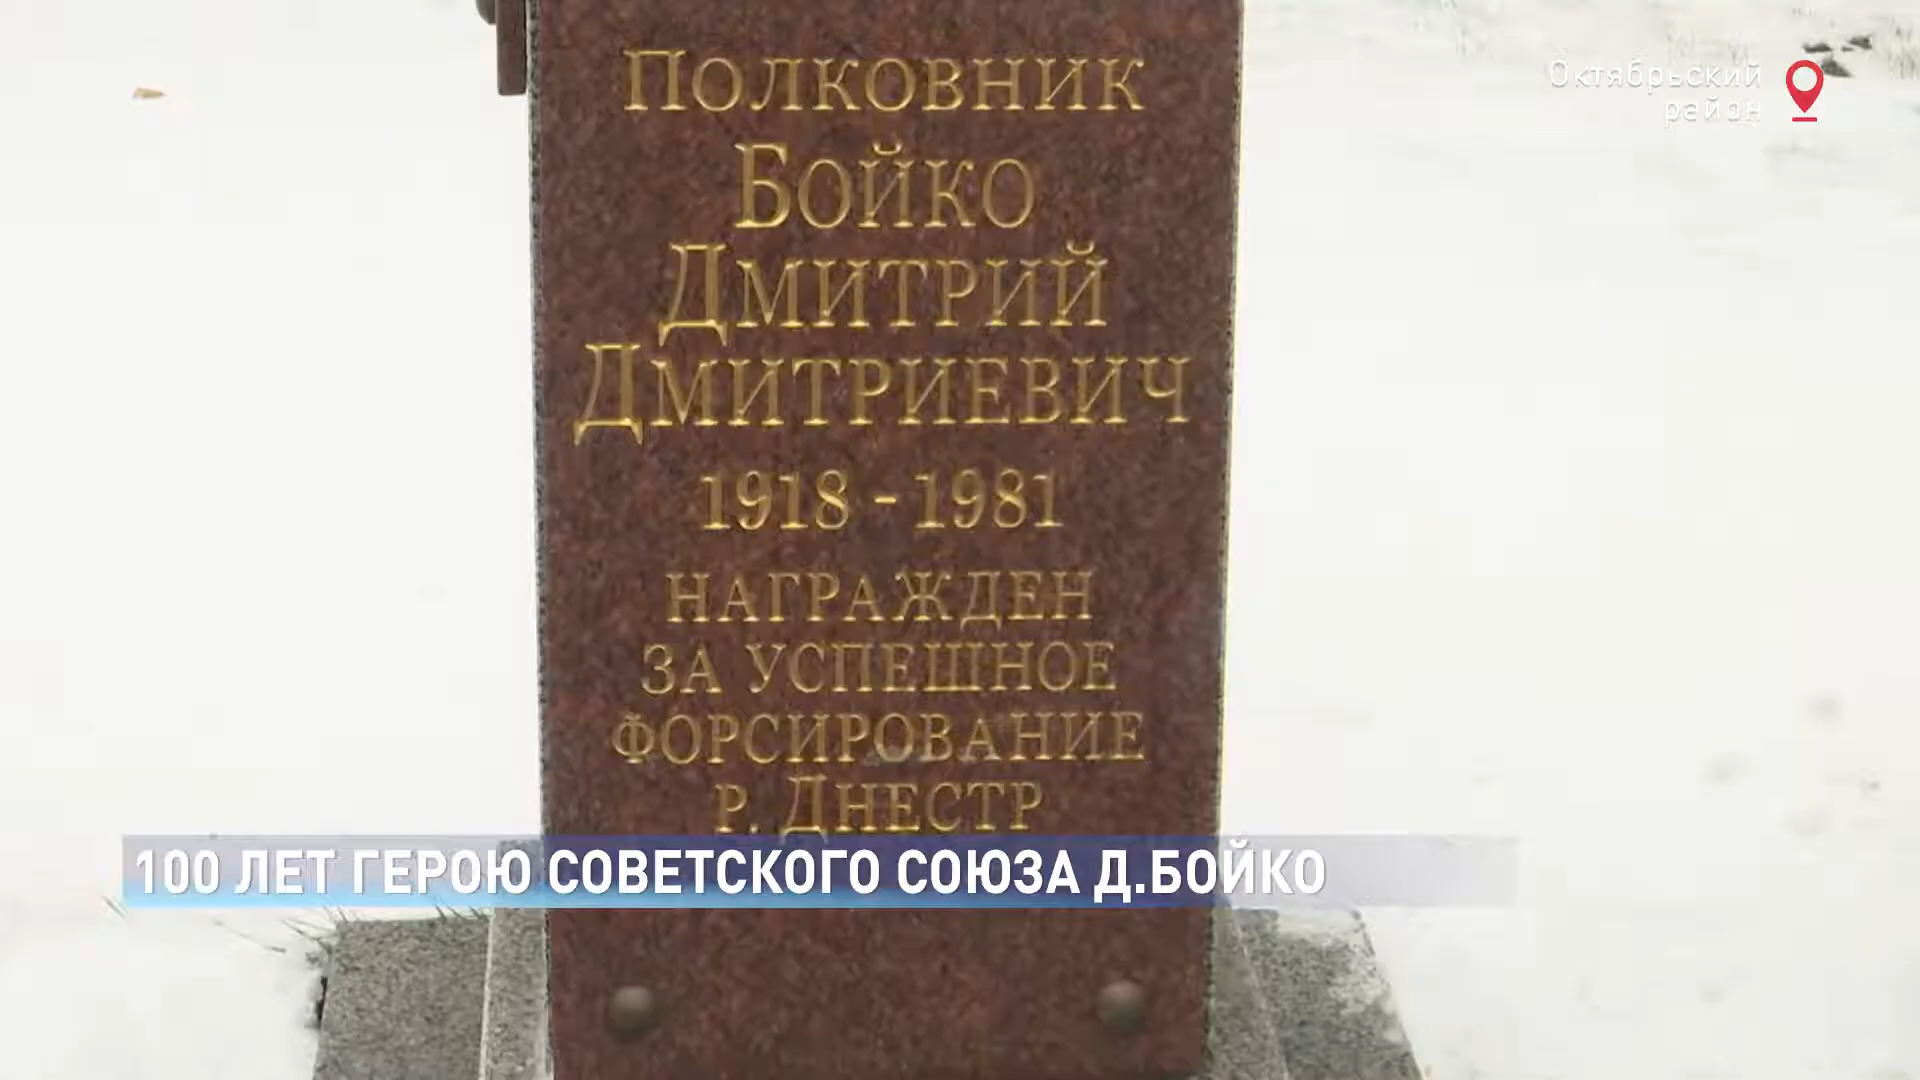 Октябрьский
район
Полковник
Бойко
Дмитрий
Дмитриевич
1918 - 1981
НАГРАЖДЕН
ЗА УСПЕШНОЕ
ФОРСИРОВАНИЕ
Р. ДНЕСТР
100 ЛЕТ ГЕРОЮ СОВЕТСКОГО СОЮЗА Д.БОЙКО